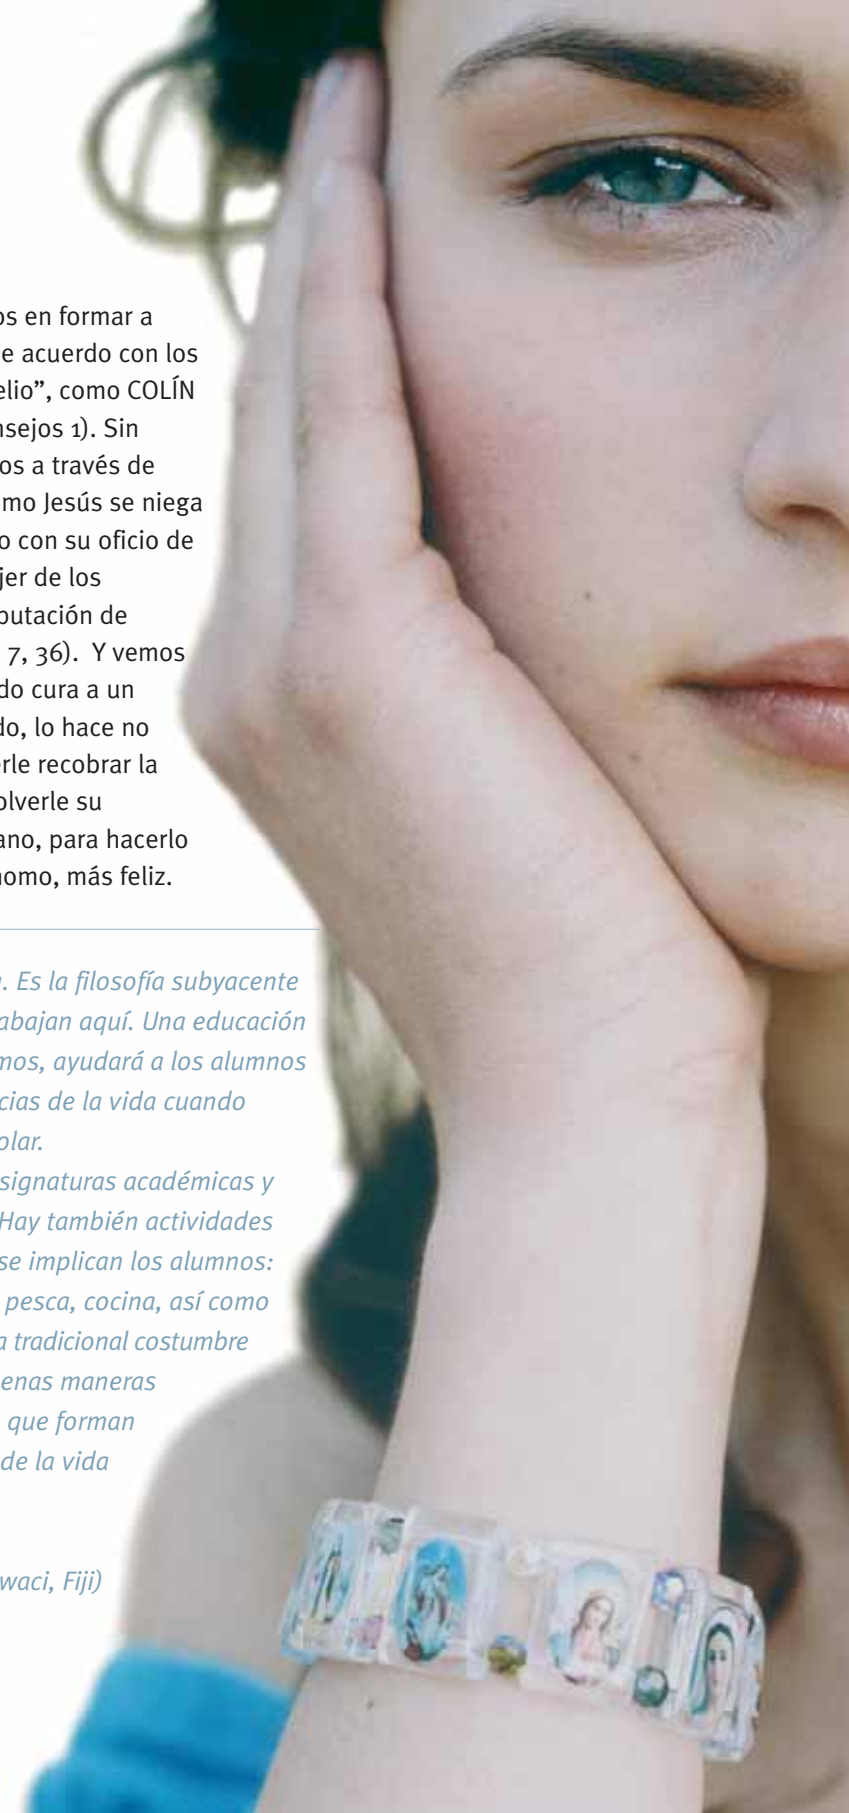 os en formar a
e acuerdo con los
elio”, como COLÍN
nsejos 1). Sin
os a través de
mo Jesús se niega
o con su oficio de
jer de los
putación de
7, 36). Y vemos
do cura a un
do, lo hace no
erle recobrar la
olverle su
ano, para hacerlo
nomo, más feliz.
. Es la filosofía subyacente
abajan aquí. Una educación
mos, ayudará a los alumnos
cias de la vida cuando
olar.
signaturas académicas y
Hay también actividades
se implican los alumnos:
pesca, cocina, así como
a tradicional costumbre
enas maneras
que forman
de la vida
waci, Fiji)